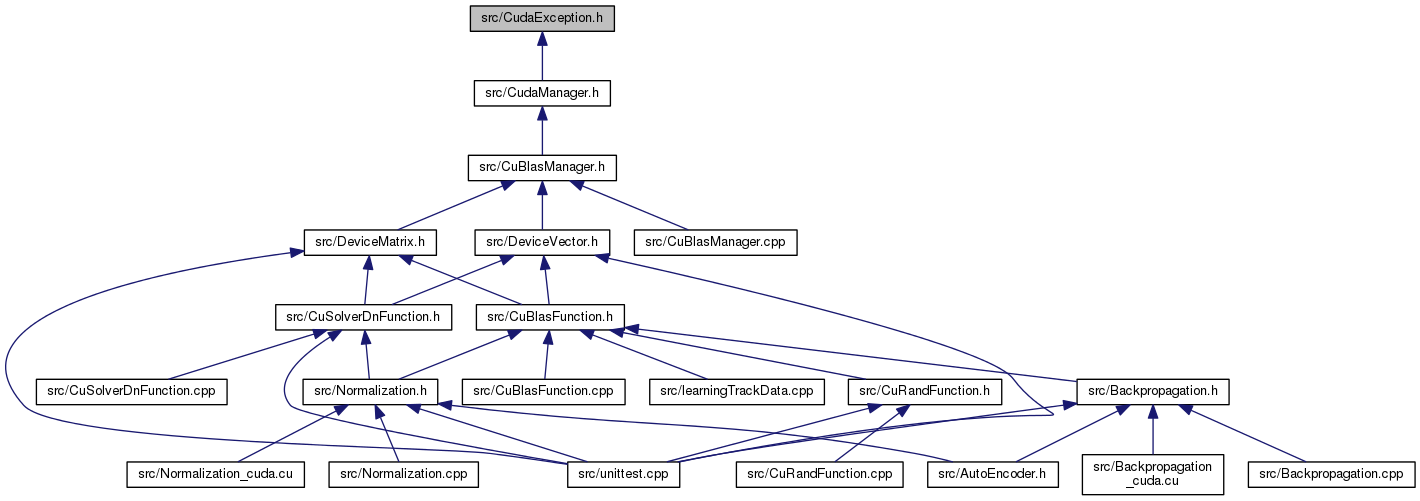 src/CudaException.h
src/CudaManager.h
src/CuBlasManager.h
src/DeviceMatrix.h
src/DeviceVector.h
src/CuBlasManager.cpp
src/CuSolverDnFunction.h
src/CuBlasFunction.h
src/CuSolverDnFunction.cpp
src/Normalization.h
src/CuBlasFunction.cpp
src/learningTrackData.cpp
src/CuRandFunction.h
src/Backpropagation.h
src/Normalization_cuda.cu
src/Normalization.cpp
src/unittest.cpp
src/CuRandFunction.cpp
src/AutoEncoder.h
src/Backpropagation
_cuda.cu
src/Backpropagation.cpp